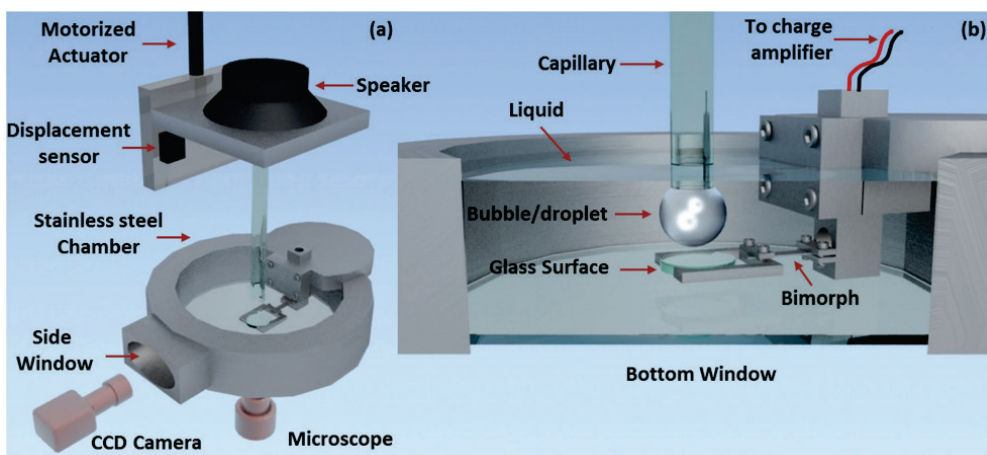 Motorized
Actuator
(a)
Speaker
Displacement
sensor
Stainless steel
Chamber
Side
Window
CCD Camera
Microscope
To charge
amplifier
(b)
Capillary
Liquid
Bubble/droplet
Glass Surface
Bimorph
Bottom Window